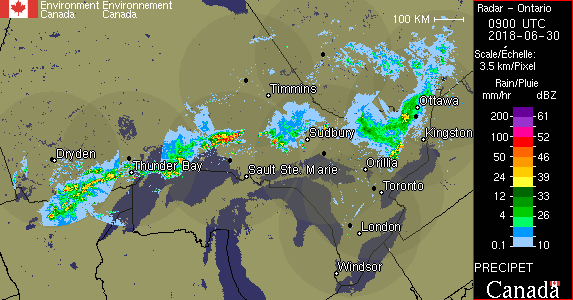 Environment Environnement
Canada Canada
100 KM
Timmins
Ottawa
Sudbury
Kingston
Dryden
Thunder Bay
Sault Ste. Marie
Orillia
Toronto
London
Windsor
Radar - Ontario
0900 UTC
2018-06-30
Scale/Échelle:
3.5 km/Pixel
Rain/Pluie
mm/hr dBZ
200 61
100 52
50 46
24 39
12 33
4 26
0.1 10
PRECIPET
Canada